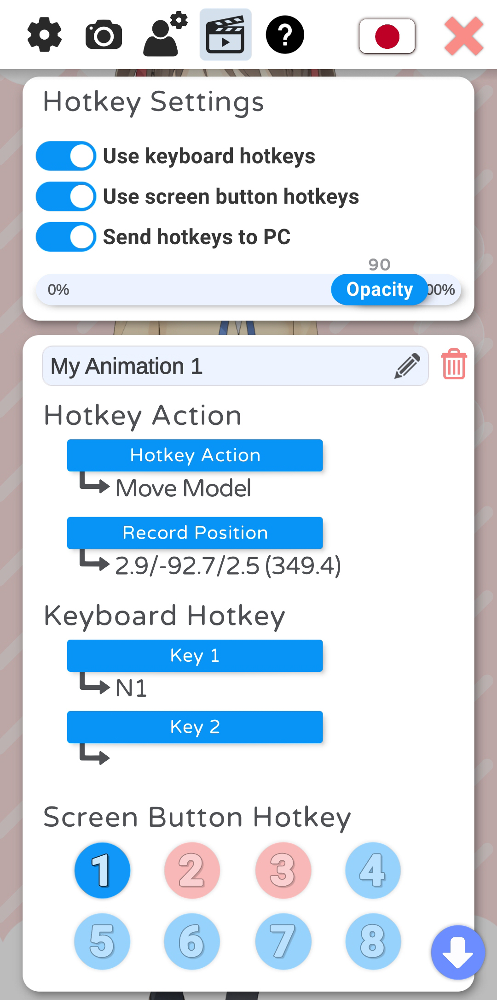 ?
Hotkey Settings
Use keyboard hotkeys
Use screen button hotkeys
Send hotkeys to PC
90
0% Opacity 00%
My Animation 1
Hotkey Action
Hotkey Action
Move Model
Record Position
2.9/-92.7/2.5 (349.4)
Keyboard Hotkey
Key 1
N1
Key 2
Screen Button Hotkey
1 2 3 4
5 6 7 8